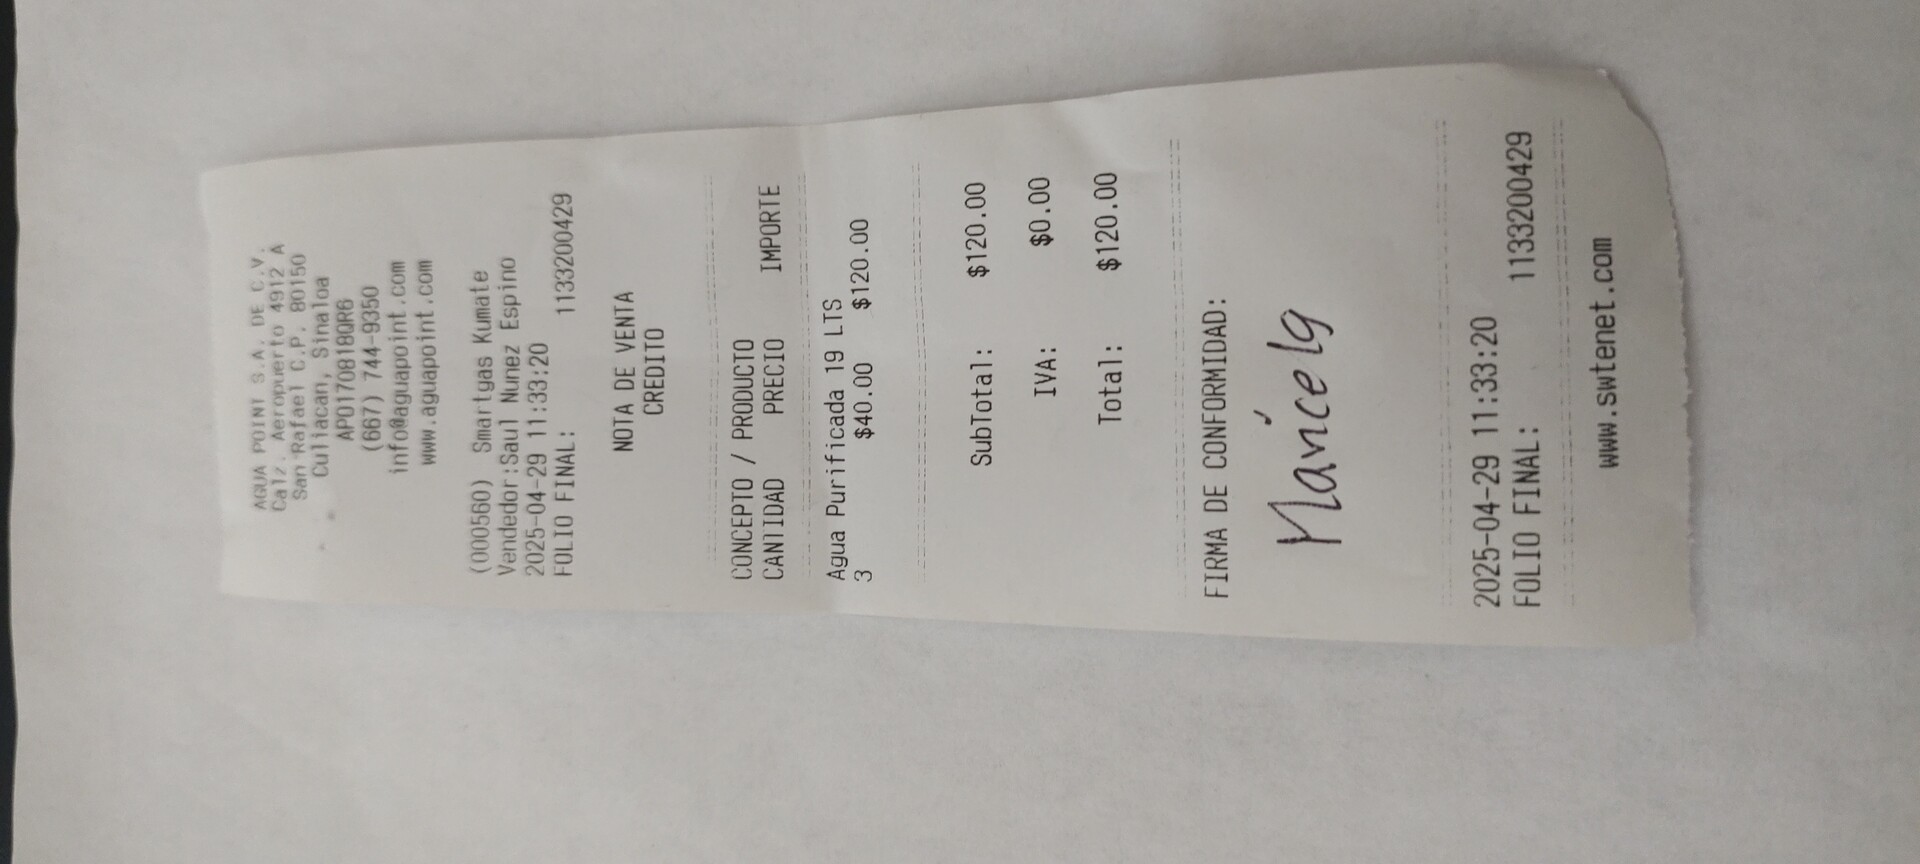 AGUA POINT S.A. DE C.V.
Calz. Aeropuerto 4912 A
San Rafael C.P. 80150
Culiacan, Sinaloa
APO170818QR6
(667) 744-9350
info@aguapoint.com
www.aguapoint.com
(000560) Smartgas Kumate
Vendedor:Saul Nunez Espino
2025-04-29 11:33:20
FOLIO FINAL: 1133200429
NOTA DE VENTA
CREDITO
CONCEPTO / PRODUCTO
CANTIDAD PRECIO IMPORTE
Agua Purificada 19 LTS
3 $40.00 $120.00
SubTotal: $120.00
IVA: $0.00
Total: $120.00
FIRMA DE CONFORMIDAD:
Maricela
2025-04-29 11:33:20
FOLIO FINAL: 1133200429
www.swtenet.com